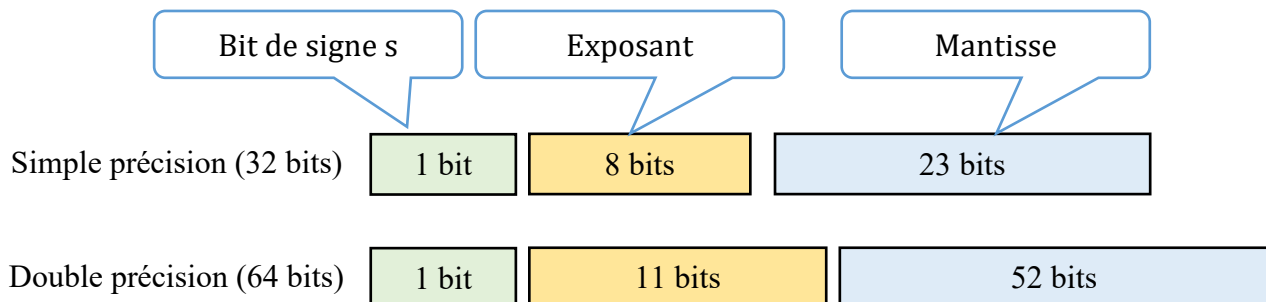 Bit de signe s Exposant Mantisse
Simple précision (32 bits) 1 bit 8 bits 23 bits
Double précision (64 bits) 1 bit 11 bits 52 bits